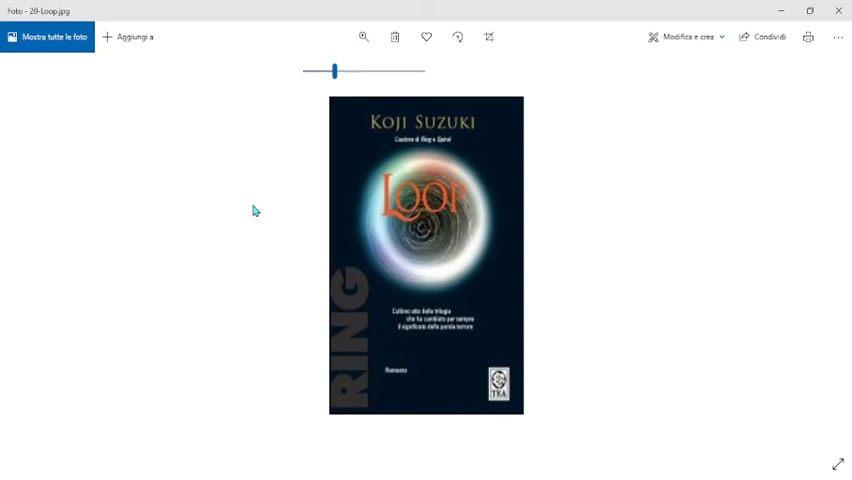 Foto - 20-Loop.jpg
Mostra tutte le foto
Aggiungi a
Modifica e crea
Condividi
KOJI SUZUKI
L'autore di Ring e Spiral
LOOP
RING
L'ultimo atto della trilogia
che ha cambiato per sempre
il significato della parola terrore
Romanzo
TEA